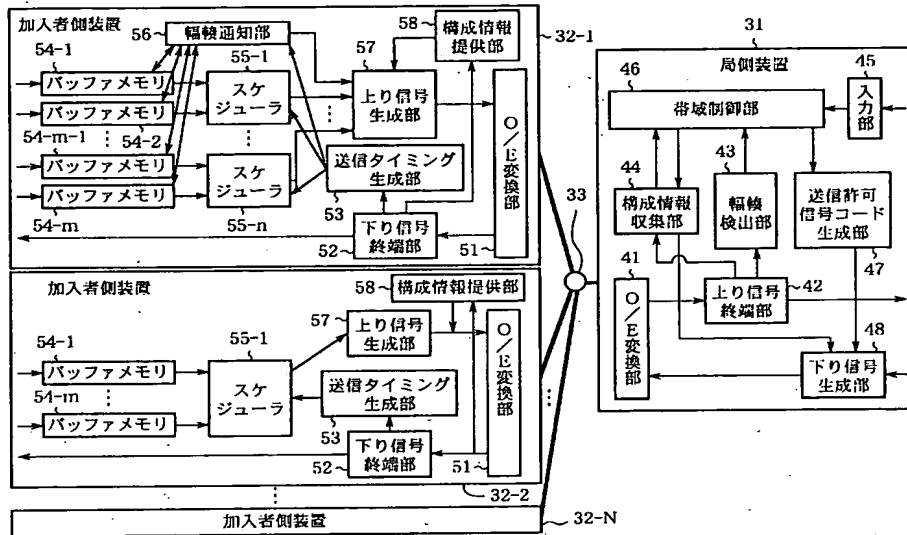 加入者側装置
56
輻輳通知部
58
構成情報
提供部
32-1
54-1
バッファメモリ
55-1
スケ
ジューラ
57
上り信号
生成部
バッファメモリ
54-2
54-m-1
バッファメモリ
スケ
ジューラ
送信タイミング
生成部
53
バッファメモリ
54-m
55-n
下り信号
終端部
52
O/E変換部
51
33
31
局側装置
46
帯域制御部
45
入力部
44
構成情報
収集部
43
輻輳
検出部
送信許可
信号コード
生成部
47
41
O/E変換部
上り信号
終端部
42
48
下り信号
生成部
加入者側装置
58
構成情報提供部
57
上り信号
生成部
54-1
バッファメモリ
55-1
スケ
ジューラ
送信タイミング
生成部
53
54-m
バッファメモリ
下り信号
終端部
52
O/E変換部
51
32-2
加入者側装置
32-N